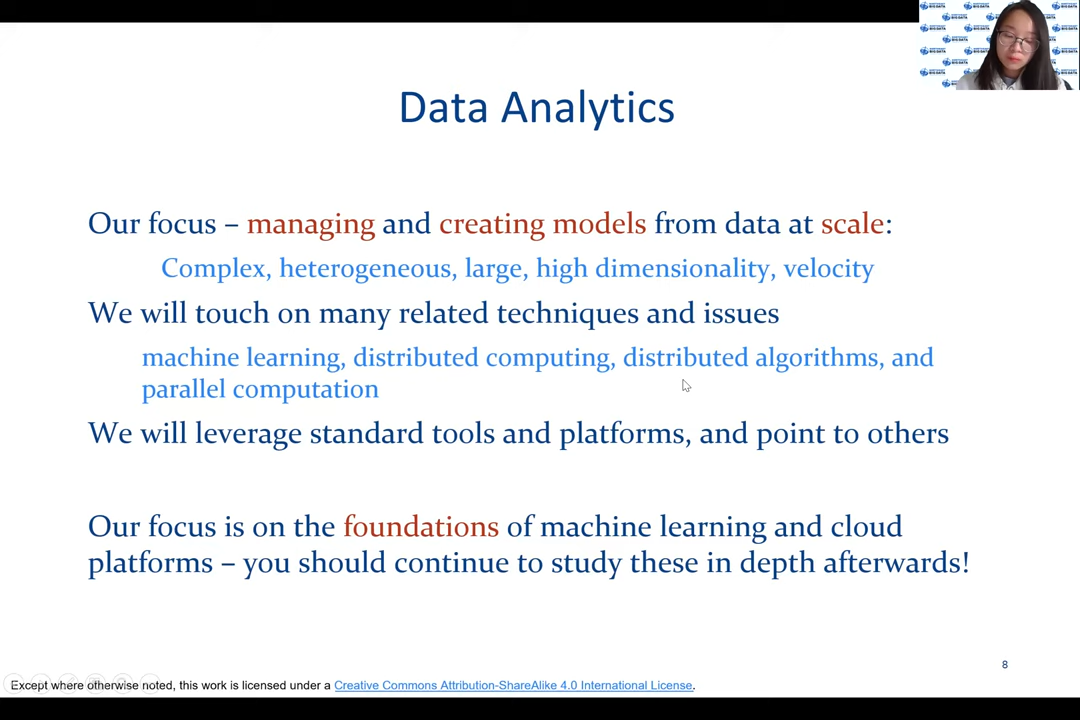 Data Analytics
Our focus – managing and creating models from data at scale:
Complex, heterogeneous, large, high dimensionality, velocity
We will touch on many related techniques and issues
machine learning, distributed computing, distributed algorithms, and
parallel computation
We will leverage standard tools and platforms, and point to others
Our focus is on the foundations of machine learning and cloud
platforms – you should continue to study these in depth afterwards!
8
Except where otherwise noted, this work is licensed under a Creative Commons Attribution-ShareAlike 4.0 International License.